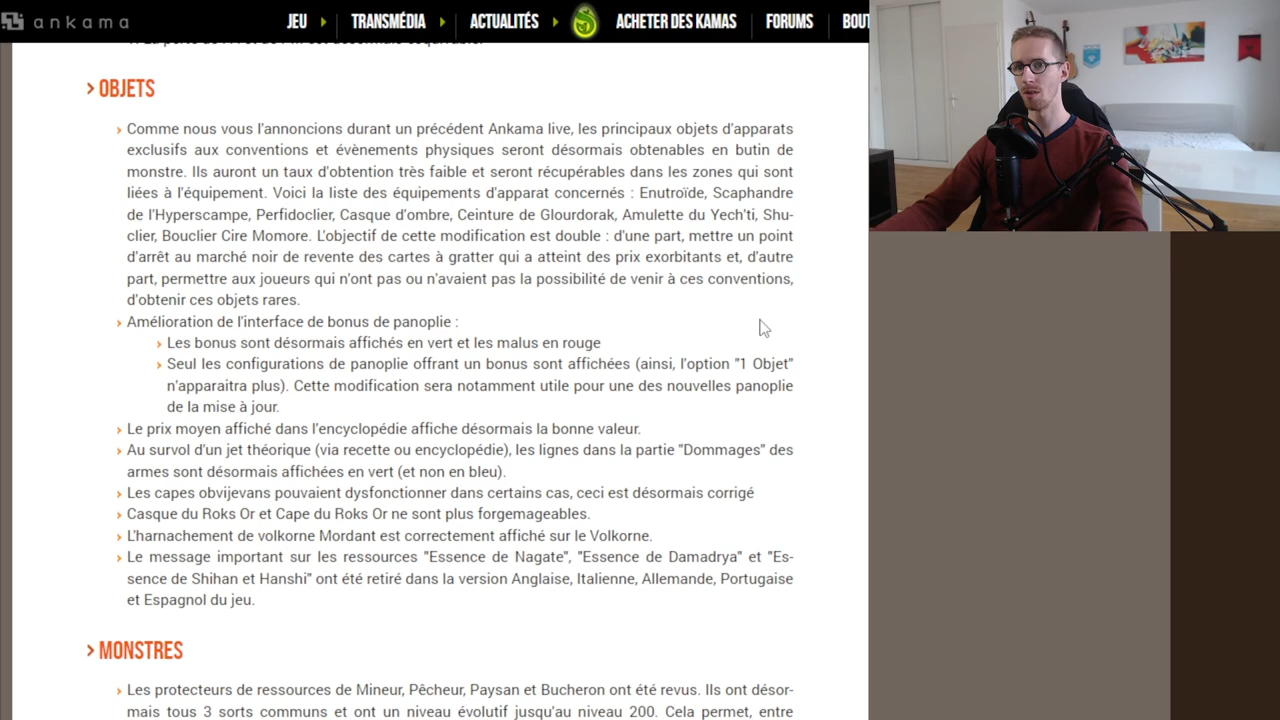 ankama
JEU TRANSMÉDIA ACTUALITÉS ACHETER DES KAMAS FORUMS BOUT
> OBJETS
› Comme nous vous l'annoncions durant un précédent Ankama live, les principaux objets d'apparats
exclusifs aux conventions et évènements physiques seront désormais obtenables en butin de
monstre. Ils auront un taux d'obtention très faible et seront récupérables dans les zones qui sont
liées à l'équipement. Voici la liste des équipements d'apparat concernés : Enutroïde, Scaphandre
de l'Hyperscampe, Perfidoclier, Casque d'ombre, Ceinture de Glourdorak, Amulette du Yech'ti, Shu-
clier, Bouclier Cire Momore. L'objectif de cette modification est double : d'une part, mettre un point
d'arrêt au marché noir de revente des cartes à gratter qui a atteint des prix exorbitants et, d'autre
part, permettre aux joueurs qui n'ont pas ou n'avaient pas la possibilité de venir à ces conventions,
d'obtenir ces objets rares.
› Amélioration de l'interface de bonus de panoplie :
› Les bonus sont désormais affichés en vert et les malus en rouge
› Seul les configurations de panoplie offrant un bonus sont affichées (ainsi, l'option "1 Objet"
n'apparaitra plus). Cette modification sera notamment utile pour une des nouvelles panoplie
de la mise à jour.
› Le prix moyen affiché dans l'encyclopédie affiche désormais la bonne valeur.
› Au survol d'un jet théorique (via recette ou encyclopédie), les lignes dans la partie "Dommages" des
armes sont désormais affichées en vert (et non en bleu).
› Les capes obvijevans pouvaient dysfonctionner dans certains cas, ceci est désormais corrigé
› Casque du Roks Or et Cape du Roks Or ne sont plus forgemageables.
› L'harnachement de volkorne Mordant est correctement affiché sur le Volkorne.
› Le message important sur les ressources "Essence de Nagate", "Essence de Damadrya" et "Es-
sence de Shihan et Hanshi" ont été retiré dans la version Anglaise, Italienne, Allemande, Portugaise
et Espagnol du jeu.
> MONSTRES
› Les protecteurs de ressources de Mineur, Pêcheur, Paysan et Bucheron ont été revus. Ils ont désor-
mais tous 3 sorts communs et ont un niveau évolutif jusqu'au niveau 200. Cela permet, entre